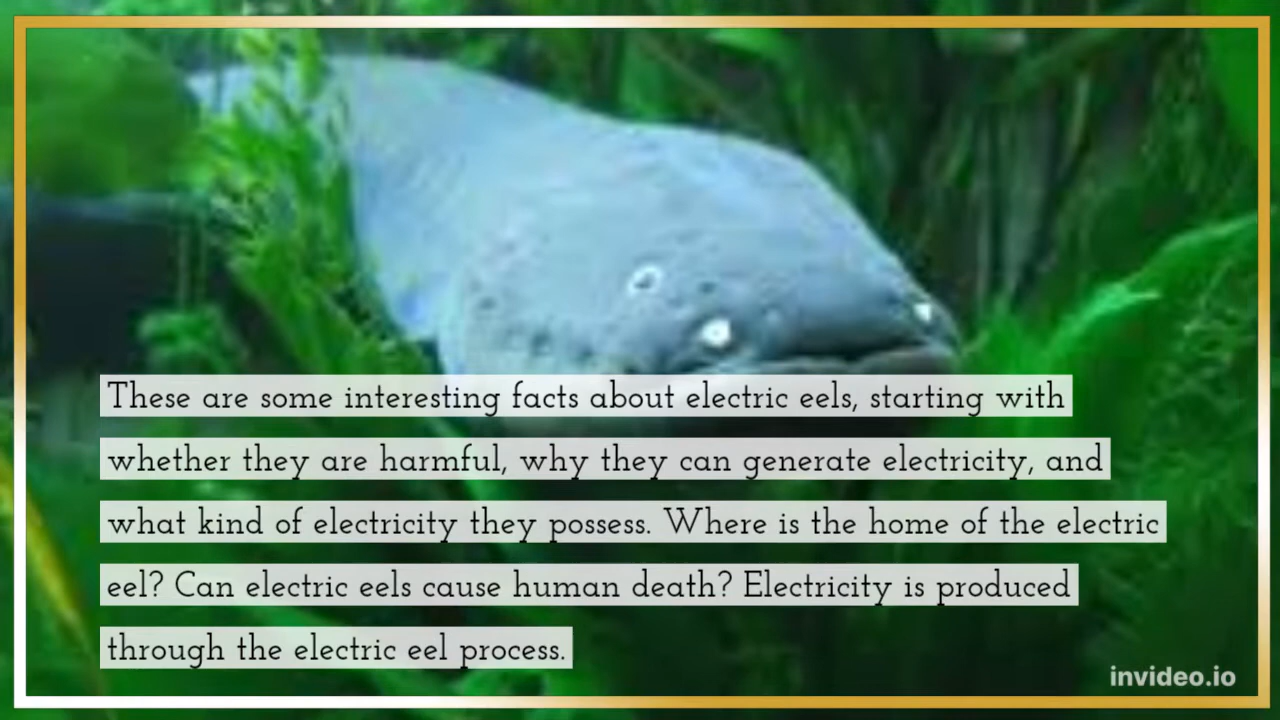 These are some interesting facts about electric eels, starting with
whether they are harmful, why they can generate electricity, and
what kind of electricity they possess. Where is the home of the electric
eel? Can electric eels cause human death? Electricity is produced
through the electric eel process.
invideo.io